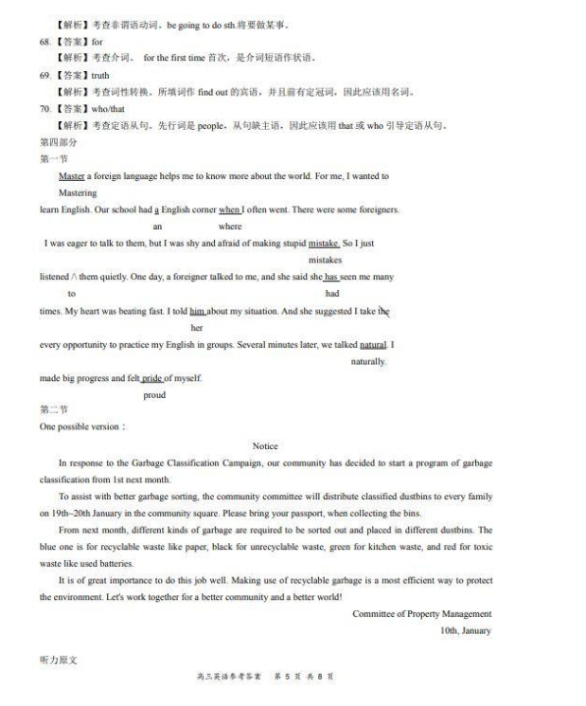 【解析】考查非谓语动词。be going to do sth.将要做某事。
68. 【答案】for
【解析】考查介词。 for the first time 首次，是介词短语作状语。
69. 【答案】truth
【解析】考查词性转换。所填词作 find out 的宾语，并且前有定冠词，因此应该用名词。
70. 【答案】who/that
【解析】考查定语从句。先行词是 people，从句缺主语，因此应该用 that 或 who 引导定语从句。
第四部分
第一节
Master a foreign language helps me to know more about the world. For me, I wanted to
Mastering
learn English. Our school had a English corner when I often went. There were some foreigners.
an where
I was eager to talk to them, but I was shy and afraid of making stupid mistake. So I just
mistakes
listened /\ them quietly. One day, a foreigner talked to me, and she said she has seen me many
to had
times. My heart was beating fast. I told him about my situation. And she suggested I take the
her
every opportunity to practice my English in groups. Several minutes later, we talked natural. I
naturally.
made big progress and felt pride of myself.
proud
第二节
One possible version：
Notice
In response to the Garbage Classification Campaign, our community has decided to start a program of garbage
classification from 1st next month.
To assist with better garbage sorting, the community committee will distribute classified dustbins to every family
on 19th~20th January in the community square. Please bring your passport, when collecting the bins.
From next month, different kinds of garbage are required to be sorted out and placed in different dustbins. The
blue one is for recyclable waste like paper, black for unrecyclable waste, green for kitchen waste, and red for toxic
waste like used batteries.
It is of great importance to do this job well. Making use of recyclable garbage is a most efficient way to protect
the environment. Let's work together for a better community and a better world!
Committee of Property Management
10th, January
听力原文
高三英语参考答案 第 5 页 共 8 页